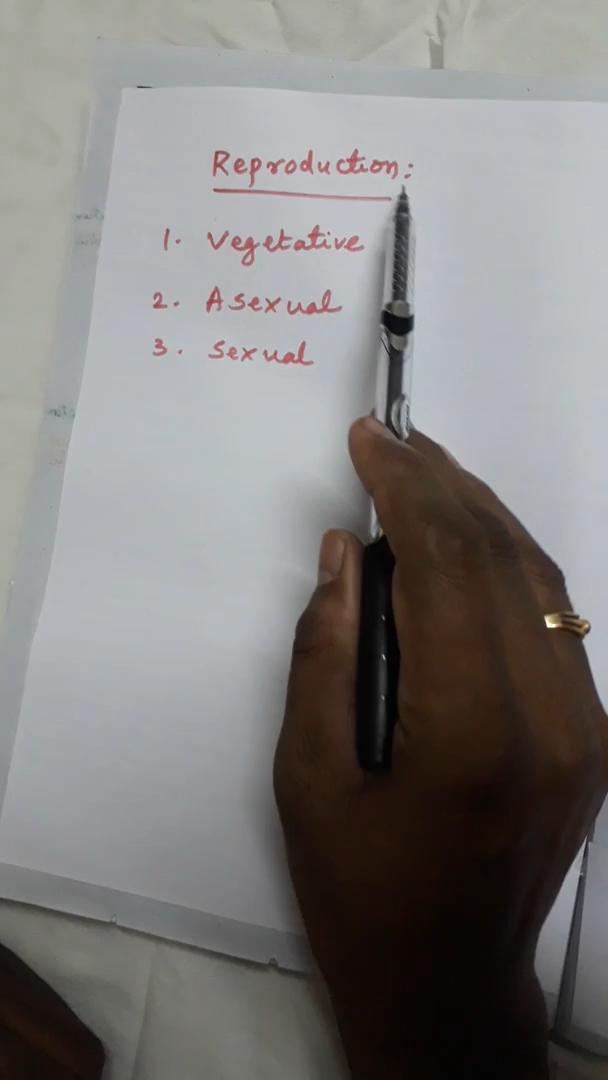 Reproduction:
1. Vegetative
2. Asexual
3. Sexual